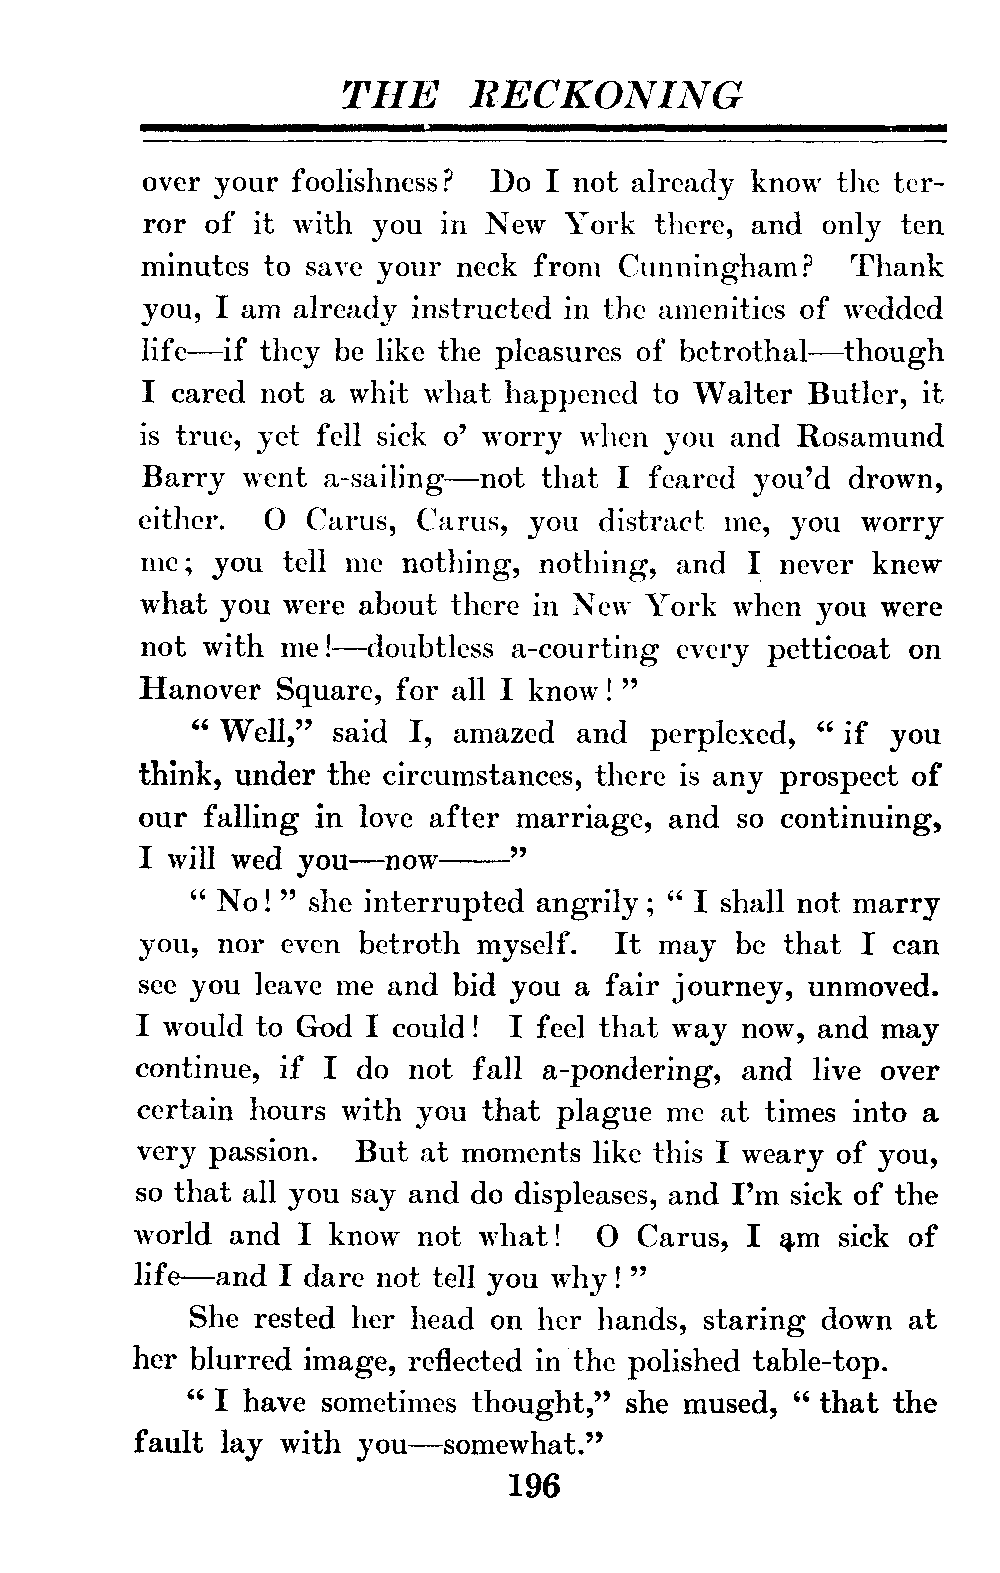 THE RECKONING
over your foolishness? Do I not already know the ter-
ror of it with you in New York there, and only ten
minutes to save your neck from Cunningham? Thank
you, I am already instructed in the amenities of wedded
life—if they be like the pleasures of betrothal—though
I cared not a whit what happened to Walter Butler, it
is true, yet fell sick o' worry when you and Rosamund
Barry went a-sailing—not that I feared you'd drown,
either. O Carus, Carus, you distract me, you worry
me; you tell me nothing, nothing, and I never knew
what you were about there in New York when you were
not with me!—doubtless a-courting every petticoat on
Hanover Square, for all I know!"
"Well," said I, amazed and perplexed, "if you
think, under the circumstances, there is any prospect of
our falling in love after marriage, and so continuing,
I will wed you—now——"
"No!" she interrupted angrily; "I shall not marry
you, nor even betroth myself. It may be that I can
see you leave me and bid you a fair journey, unmoved.
I would to God I could! I feel that way now, and may
continue, if I do not fall a-pondering, and live over
certain hours with you that plague me at times into a
very passion. But at moments like this I weary of you,
so that all you say and do displeases, and I'm sick of the
world and I know not what! O Carus, I am sick of
life—and I dare not tell you why!"
She rested her head on her hands, staring down at
her blurred image, reflected in the polished table-top.
"I have sometimes thought," she mused, "that the
fault lay with you—somewhat."
196